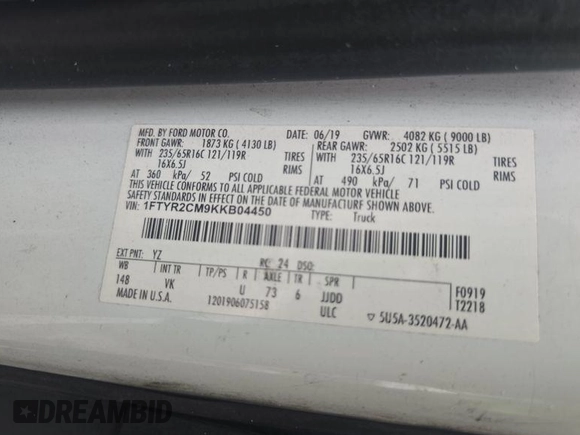 MFD. BY FORD MOTOR CO. DATE: 06/19 GVWR: 4082 KG ( 9000 LB)
FRONT GAWR: 1873 KG ( 4130 LB) REAR GAWR: 2502 KG ( 5515 LB)
WITH 235/65R16C 121/119R TIRES WITH 235/65R16C 121/119R TIRES
16X6.5J RIMS 16X6.5J RIMS
AT 360 kPa/ 52 PSI COLD AT 490 kPa/ 71 PSI COLD
THIS VEHICLE CONFORMS TO ALL APPLICABLE FEDERAL MOTOR VEHICLE
SAFETY STANDARDS IN EFFECT ON THE DATE OF MANUFACTURE SHOWN ABOVE.
VIN: 1FTYR2CM9KKB04450
TYPE: Truck
EXT PNT: YZ RC: 24 DSO:
WB INT TR TP/PS R AXLE TR SPR
148 VK U 73 6 JJDD F0919
ULC T2218
MADE IN U.S.A. 1201906075158 5U5A-3520472-AA
DREAMBID